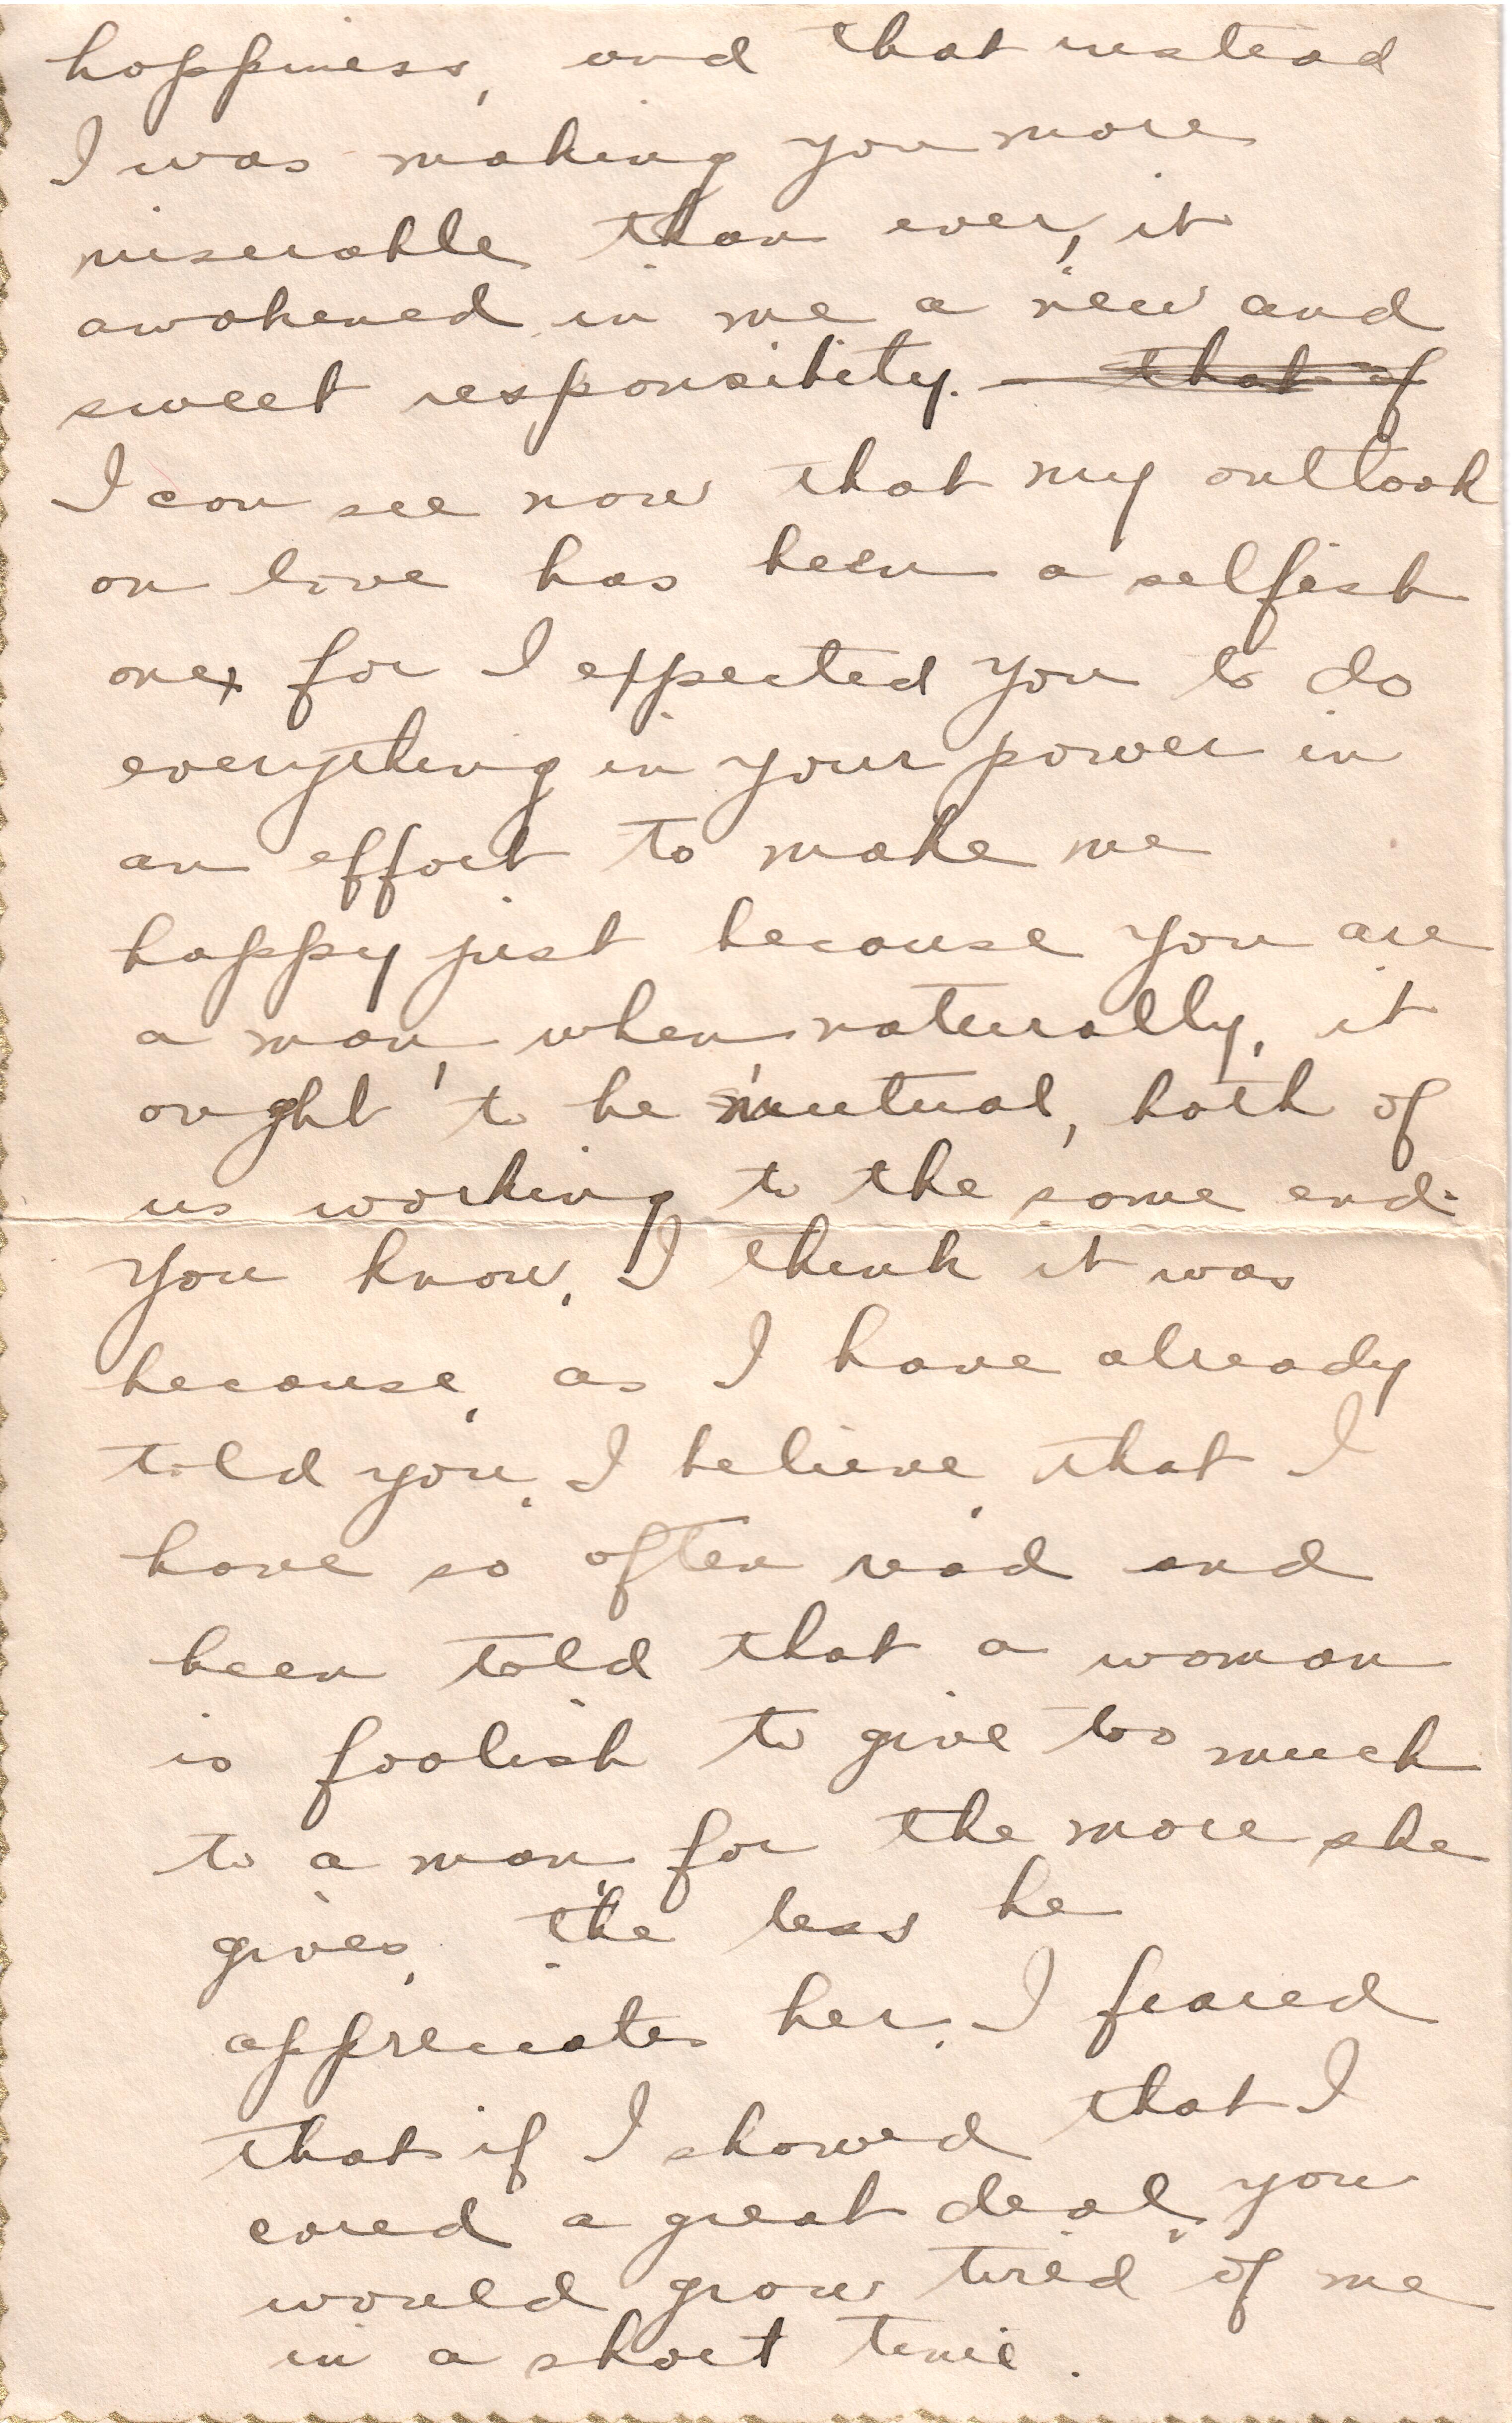 happiness, and that instead
I was making you more
miserable than ever, it
awakened in me a new and
sweet responsibility. — that of
I can see now that my outlook
on love has been a selfish
one, for I expected you to do
everything in your power in
an effort to make me
happy just because you are
a man, when naturally, it
ought to be mutual, both of
us working to the same end.
You know, I think it was
because, as I have already
told you, I believe, that I
have so often read and
been told that a woman
is foolish to give too much
to a man, for the more she
gives, the less he
appreciates her. I feared
that if I showed that I
cared a great deal, you
would grow tired of me
in a short time.